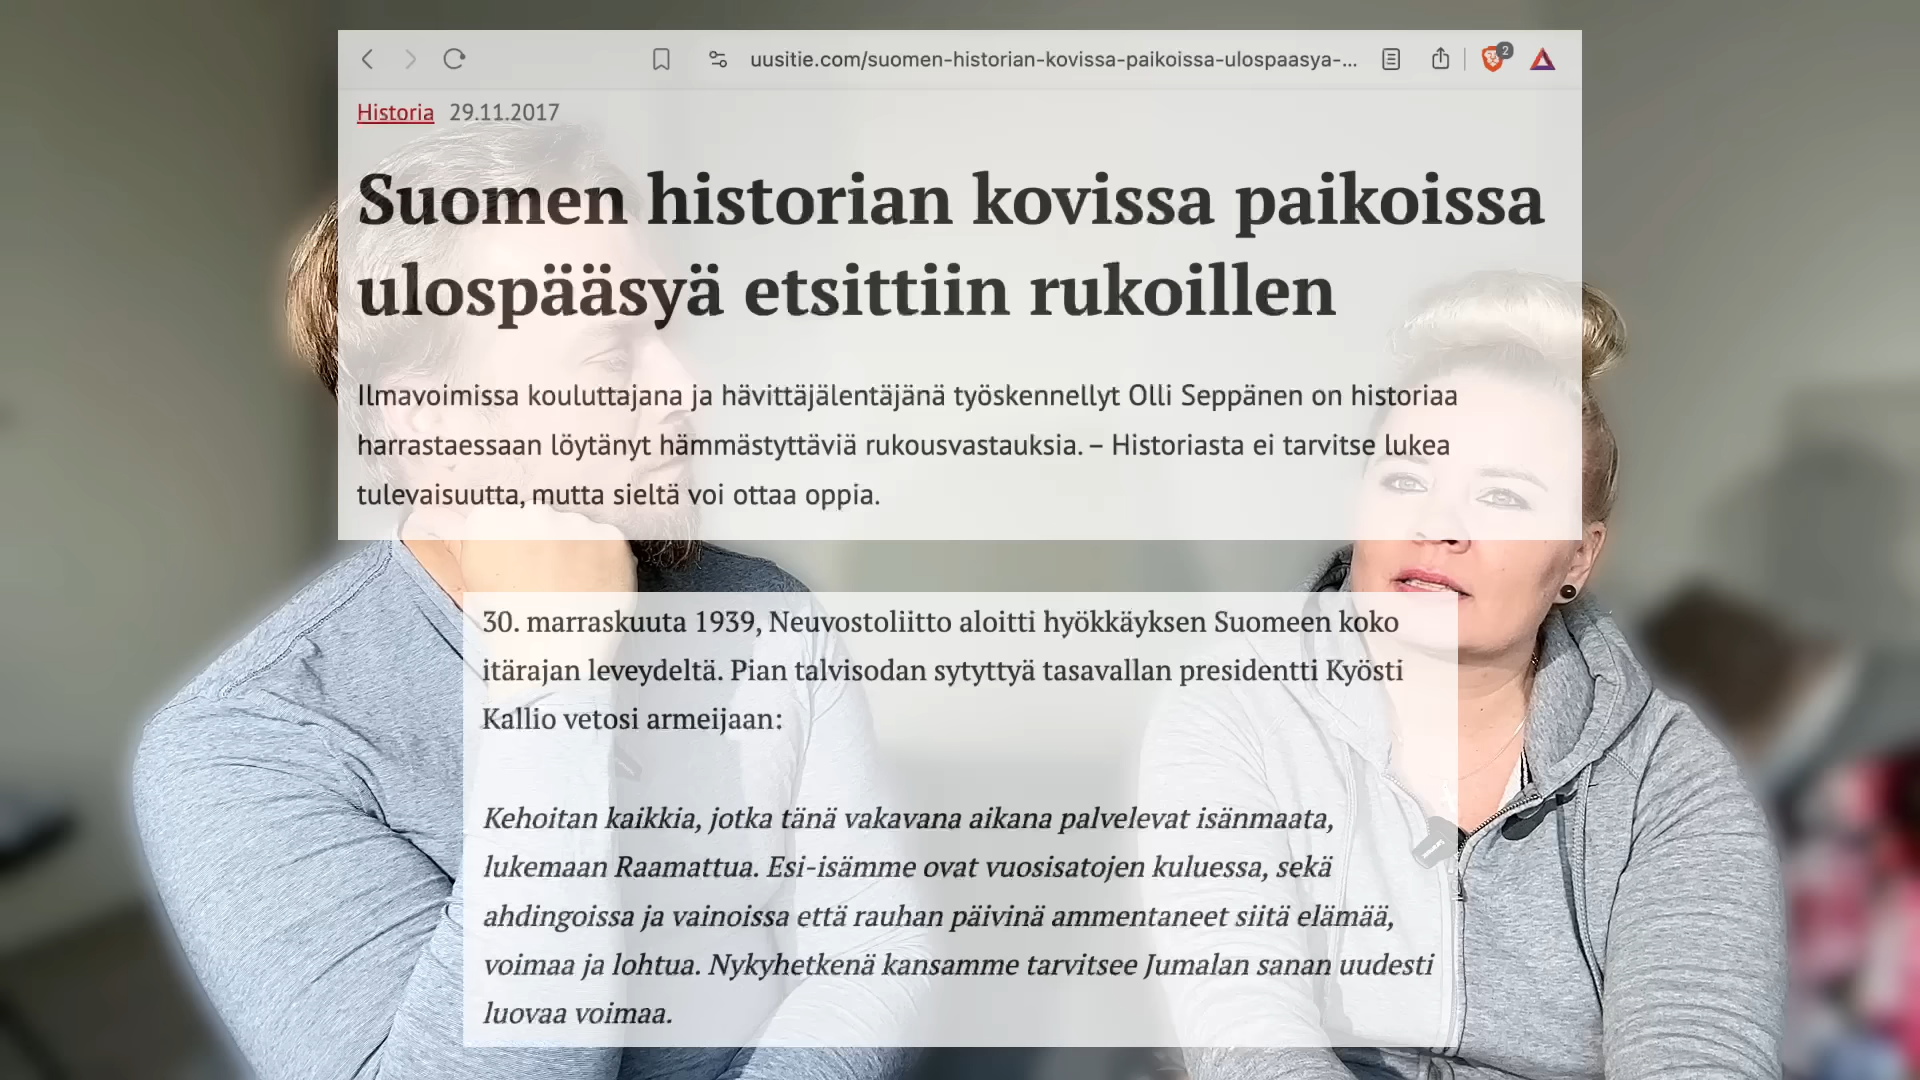 uusitie.com/suomen-historian-kovissa-paikoissa-ulospaasya-...
2
Historia 29.11.2017
Suomen historian kovissa paikoissa
ulospääsyä etsittiin rukoillen
Ilmavoimissa kouluttajana ja hävittäjälentäjänä työskennellyt Olli Seppänen on historiaa
harrastaessaan löytänyt hämmästyttäviä rukousvastauksia. – Historiasta ei tarvitse lukea
tulevaisuutta, mutta sieltä voi ottaa oppia.
30. marraskuuta 1939, Neuvostoliitto aloitti hyökkäyksen Suomeen koko
itärajan leveydeltä. Pian talvisodan sytyttyä tasavallan presidentti Kyösti
Kallio vetosi armeijaan:
Kehoitan kaikkia, jotka tänä vakavana aikana palvelevat isänmaata,
lukemaan Raamattua. Esi-isämme ovat vuosisatojen kuluessa, sekä
ahdingoissa ja vainoissa että rauhan päivinä ammentaneet siitä elämää,
voimaa ja lohtua. Nykyhetkenä kansamme tarvitsee Jumalan sanan uudesti
luovaa voimaa.